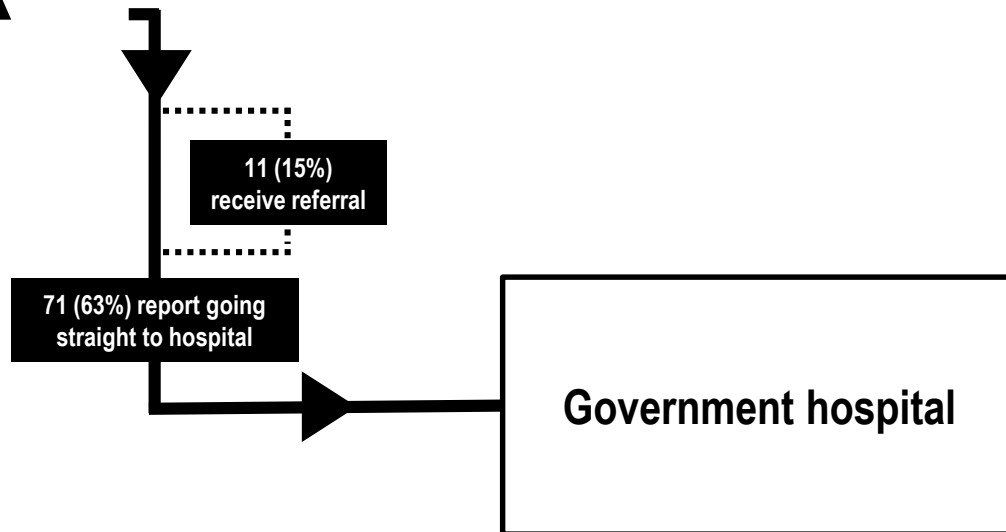 11 (15%)
receive referral
71 (63%) report going
straight to hospital
Government hospital